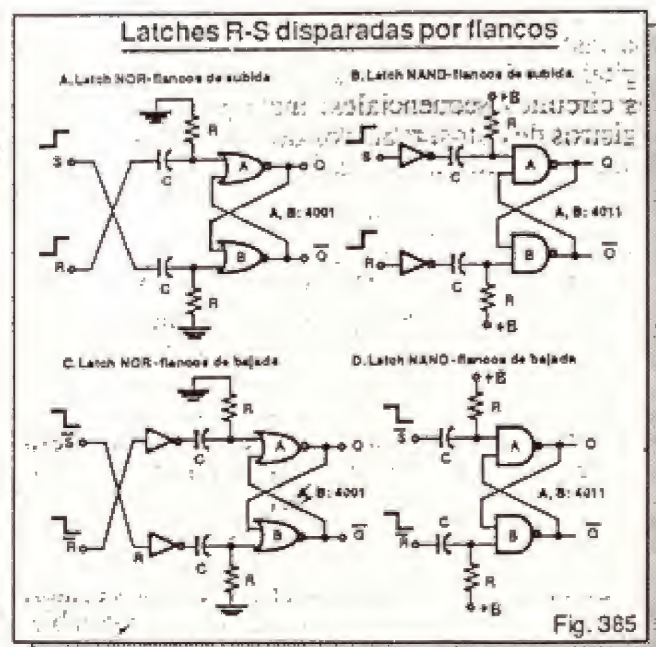 Latches R-S disparadas por flancos
A. Latch NOR-flancos de subida
R
S
C
A
Q
A, B: 4001
R
C
B
Q
R
B. Latch NAND-flancos de subida
+B
R
S
C
A
Q
A, B: 4011
R
C
B
Q
R
+B
C. Latch NOR-flancos de bajada
R
S
C
A
Q
A, B: 4001
R
R
C
B
Q
R
D. Latch NAND-flancos de bajada
+B
R
S
C
A
Q
A, B: 4011
C
R
B
Q
R
+B
Fig. 385